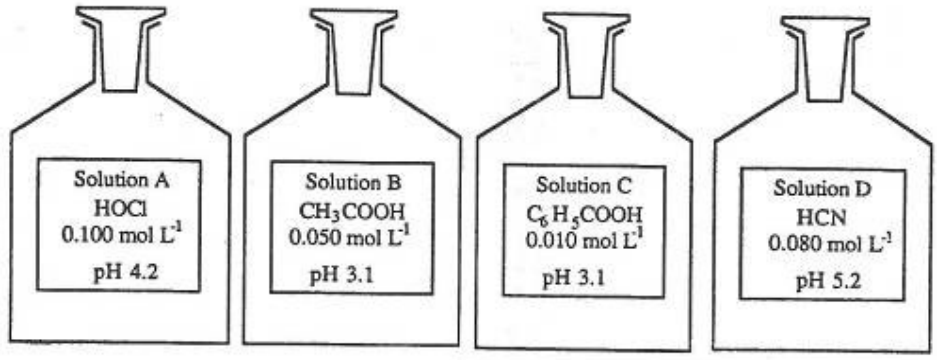 Solution A
HOCl
0.100 mol L⁻¹
pH 4.2
Solution B
CH₃COOH
0.050 mol L⁻¹
pH 3.1
Solution C
C₆H₅COOH
0.010 mol L⁻¹
pH 3.1
Solution D
HCN
0.080 mol L⁻¹
pH 5.2